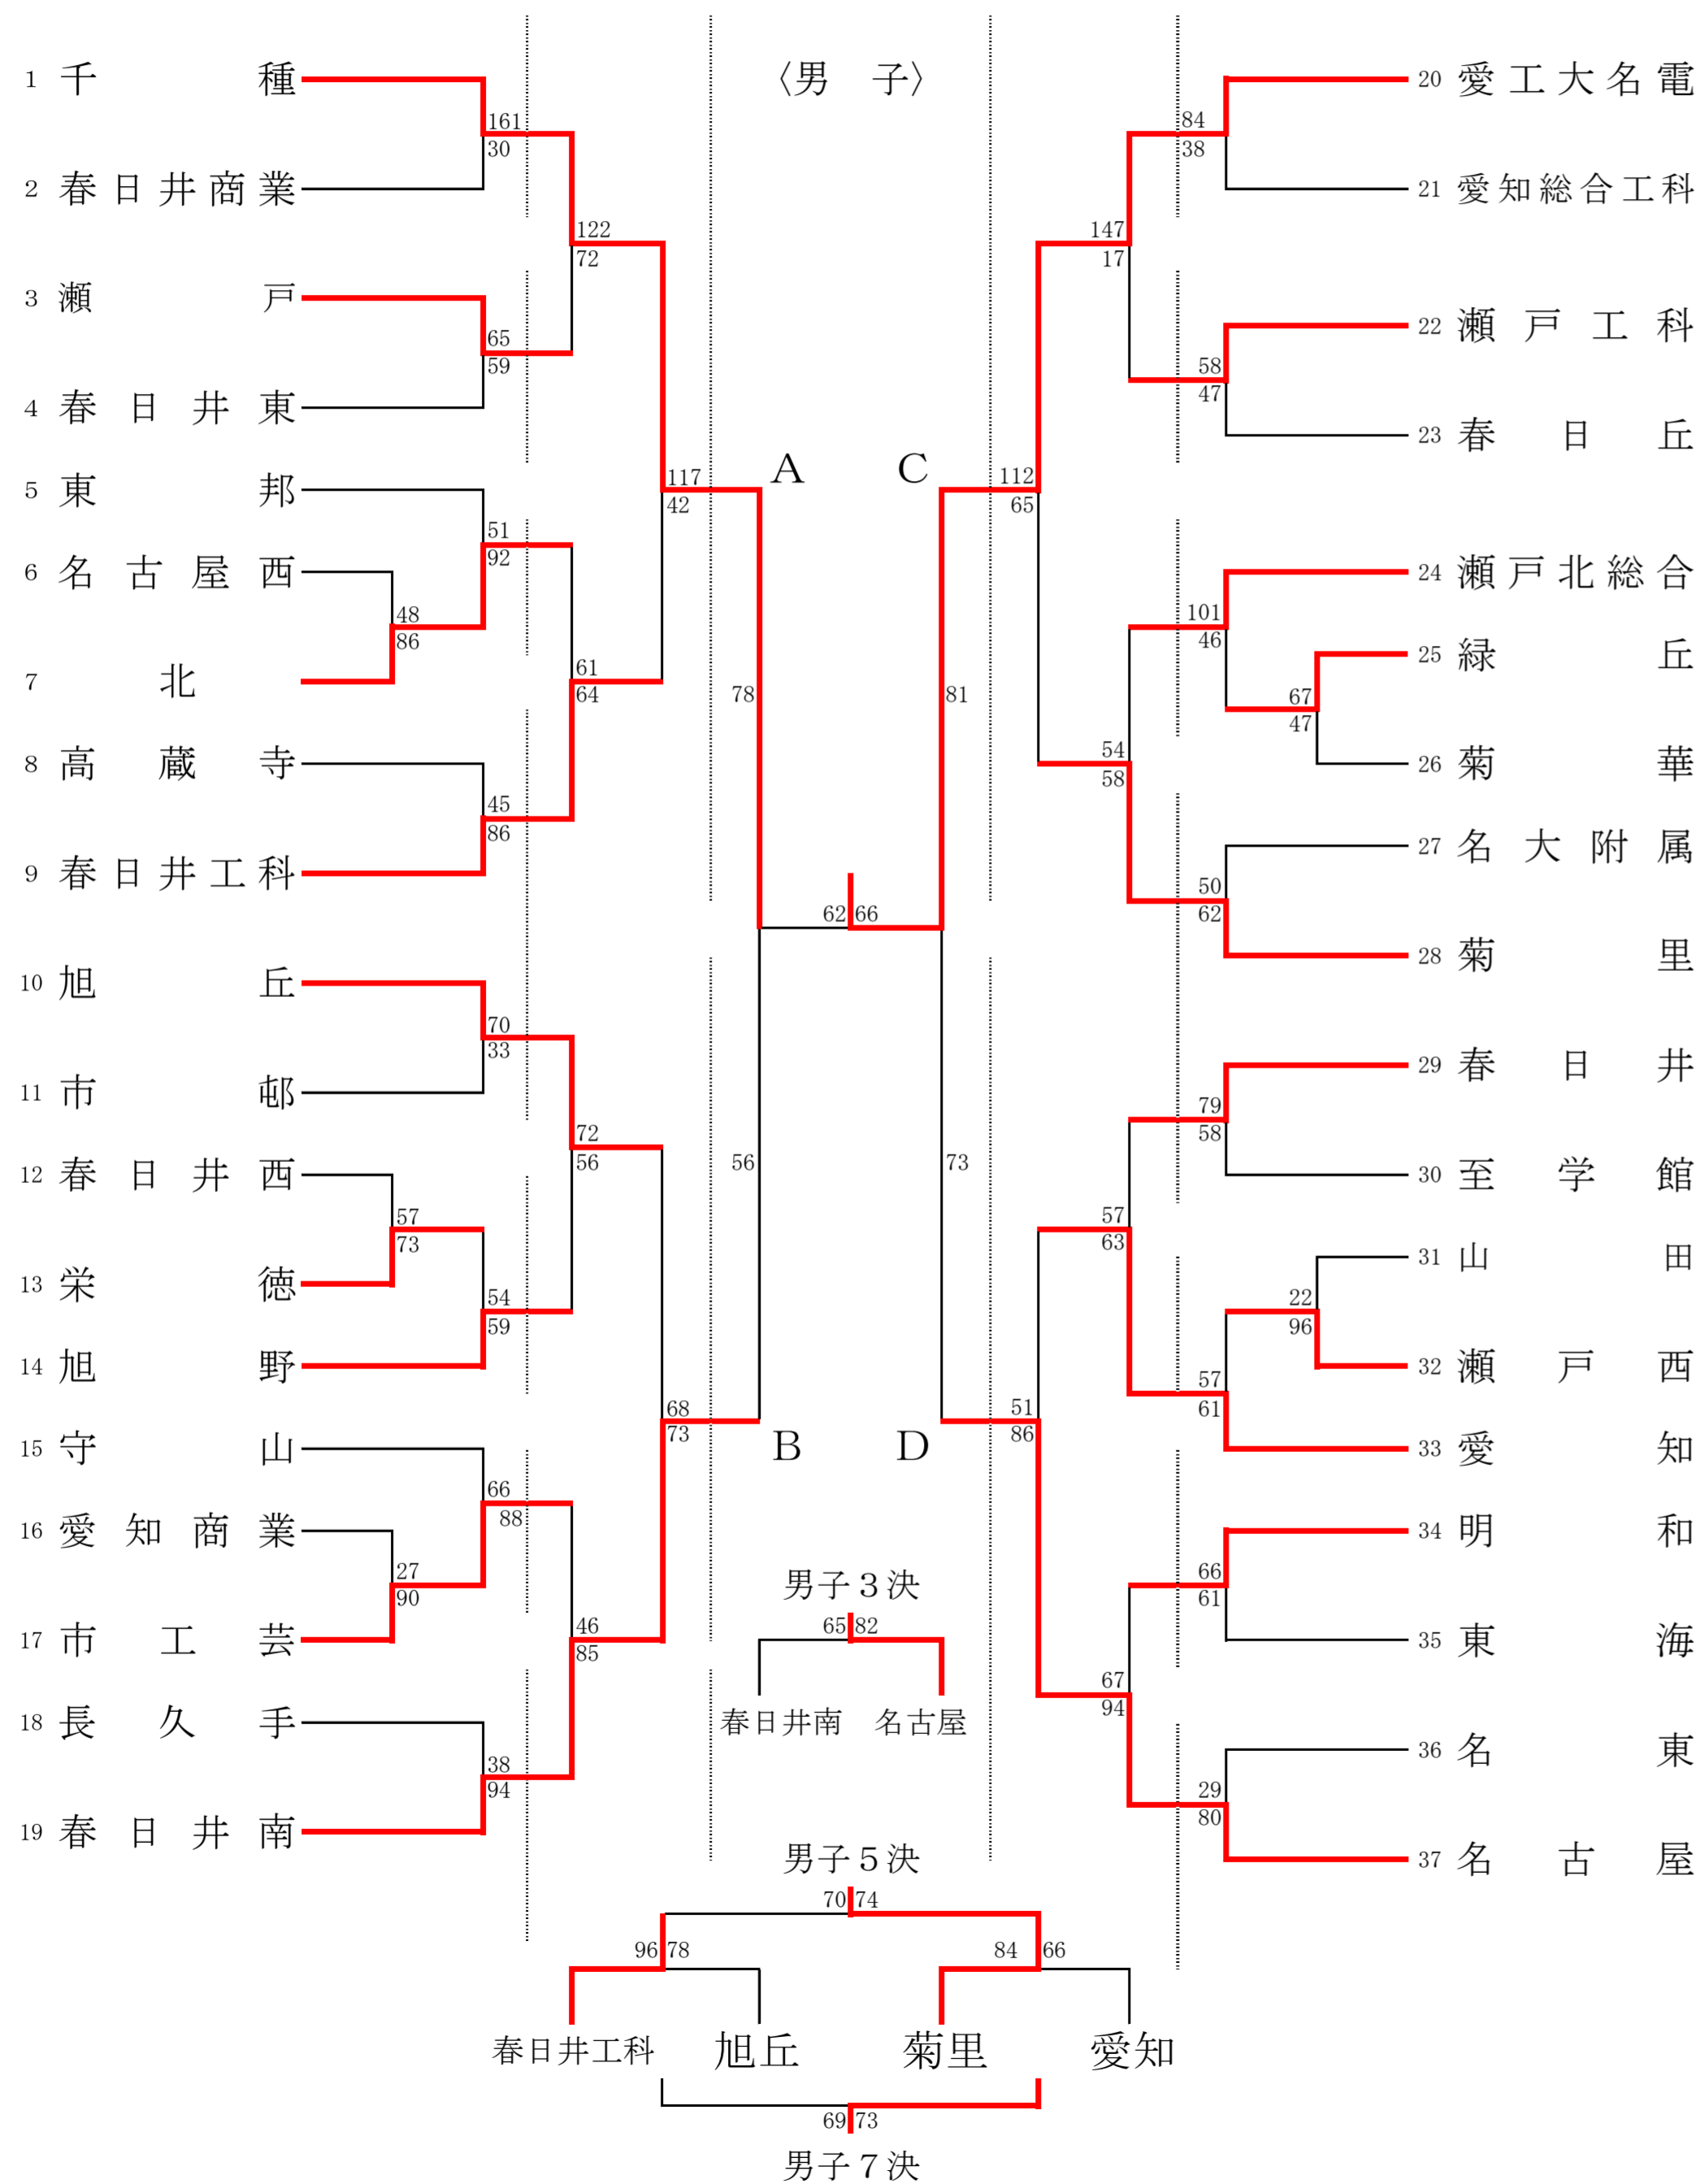 〈男 子〉
1 千種
2 春日井商業
161
30
3 瀬戸
4 春日井東
65
59
122
72
5 東邦
6 名古屋西
7 北
48
86
51
92
8 高蔵寺
9 春日井工科
45
86
61
64
117
42
A
10 旭丘
11 市邨
70
33
12 春日井西
13 栄徳
57
73
14 旭野
54
59
72
56
15 守山
16 愛知商業
17 市工芸
27
90
66
88
18 長久手
19 春日井南
38
94
46
85
68
73
B
78
56
62 66
81
73
C
D
20 愛工大名電
21 愛知総合工科
84
38
22 瀬戸工科
23 春日丘
58
47
147
17
24 瀬戸北総合
25 緑丘
26 菊華
67
47
101
46
27 名大附属
28 菊里
50
62
54
58
112
65
29 春日井
30 至学館
79
58
31 山田
32 瀬戸西
22
96
33 愛知
57
61
57
63
34 明和
35 東海
66
61
36 名東
37 名古屋
29
80
67
94
51
86
男子3決
65 82
春日井南 名古屋
男子5決
70 74
96 78
84 66
春日井工科 旭丘 菊里 愛知
69 73
男子7決